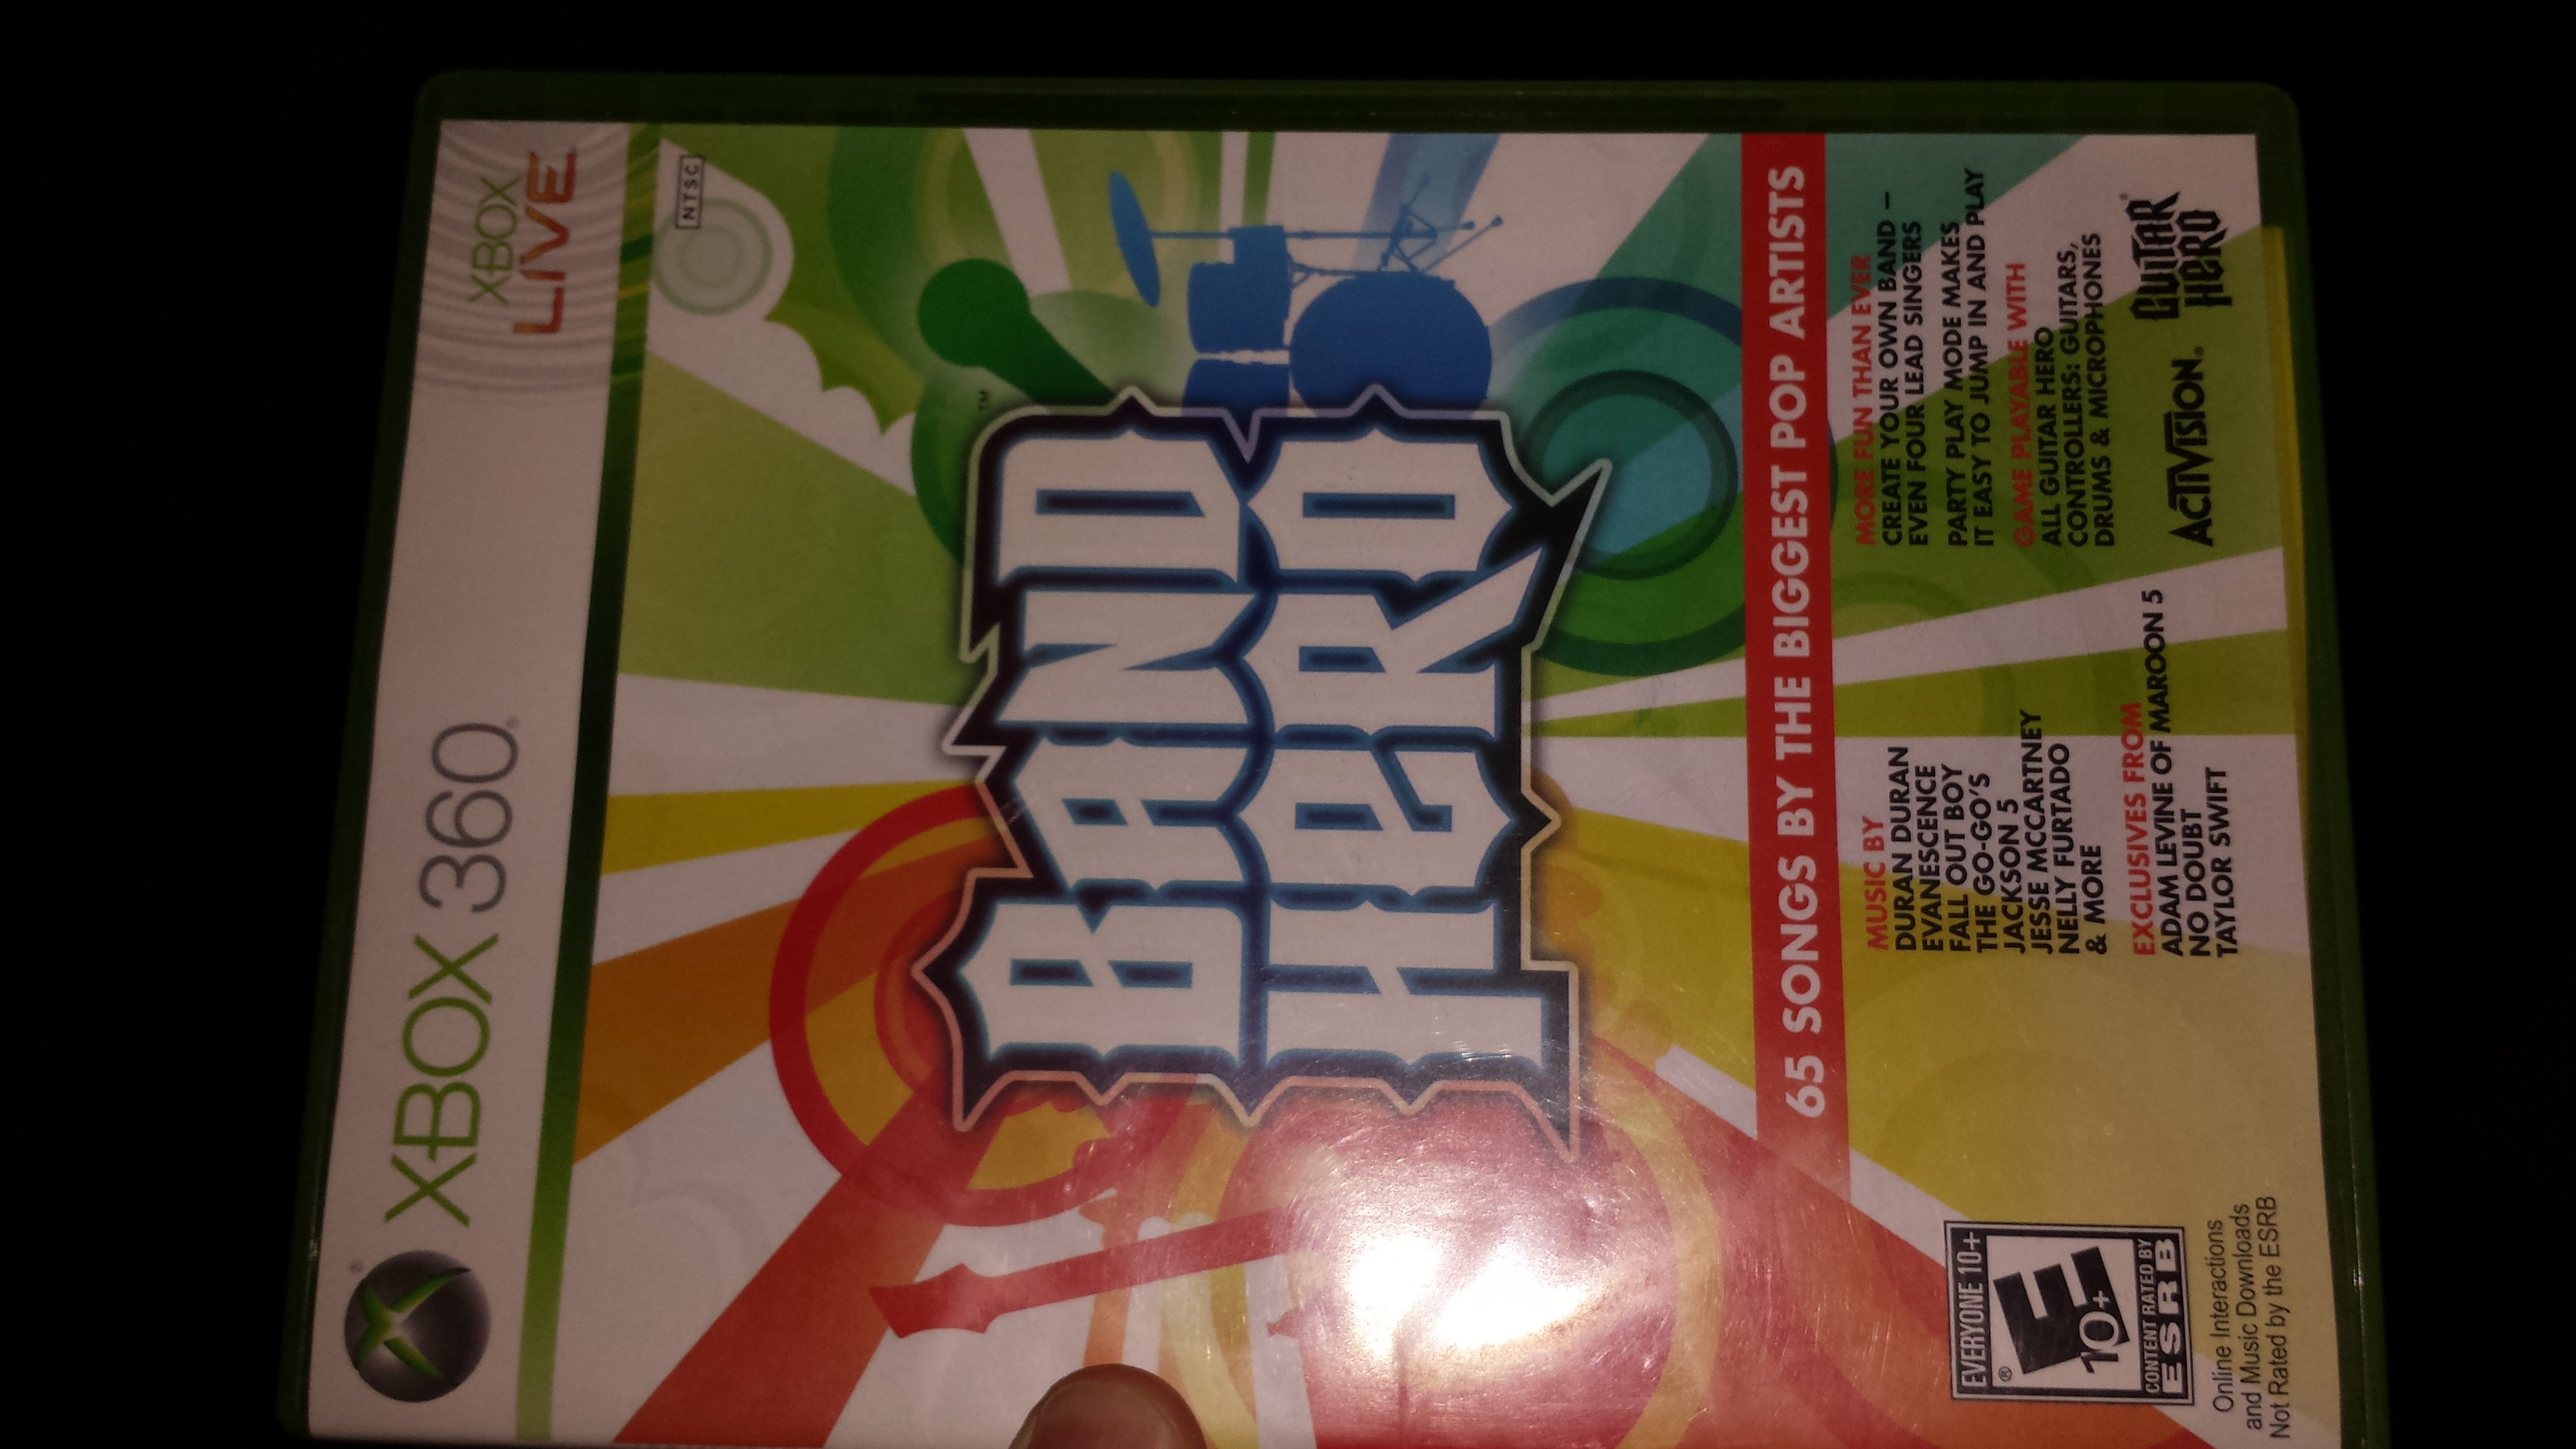 XBOX 360®
XBOX
LIVE
NTSC
BAND
HERO
™
65 SONGS BY THE BIGGEST POP ARTISTS
MUSIC BY
DURAN DURAN
EVANESCENCE
FALL OUT BOY
THE GO-GO'S
JACKSON 5
JESSE MCCARTNEY
NELLY FURTADO
& MORE
EXCLUSIVES FROM
ADAM LEVINE OF MAROON 5
NO DOUBT
TAYLOR SWIFT
MORE FUN THAN EVER
CREATE YOUR OWN BAND –
EVEN FOUR LEAD SINGERS
PARTY PLAY MODE MAKES
IT EASY TO JUMP IN AND PLAY
GAME PLAYABLE WITH
ALL GUITAR HERO
CONTROLLERS: GUITARS,
DRUMS & MICROPHONES
EVERYONE 10+
E
10+
®
CONTENT RATED BY
ESRB
Online Interactions
and Music Downloads
Not Rated by the ESRB
ACTIVISION®
GUITAR
HERO
®